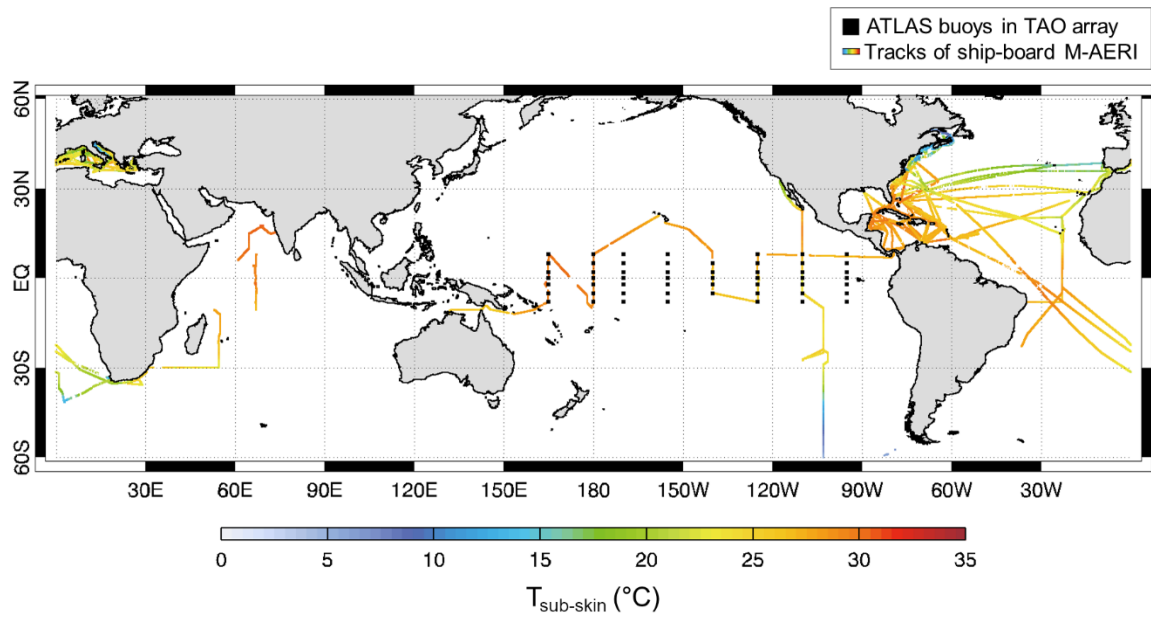 ATLAS buoys in TAO array
Tracks of ship-board M-AERI
60N
30N
EQ
30S
60S
30E 60E 90E 120E 150E 180 150W 120W 90W 60W 30W
0 5 10 15 20 25 30 35
T_sub-skin (°C)